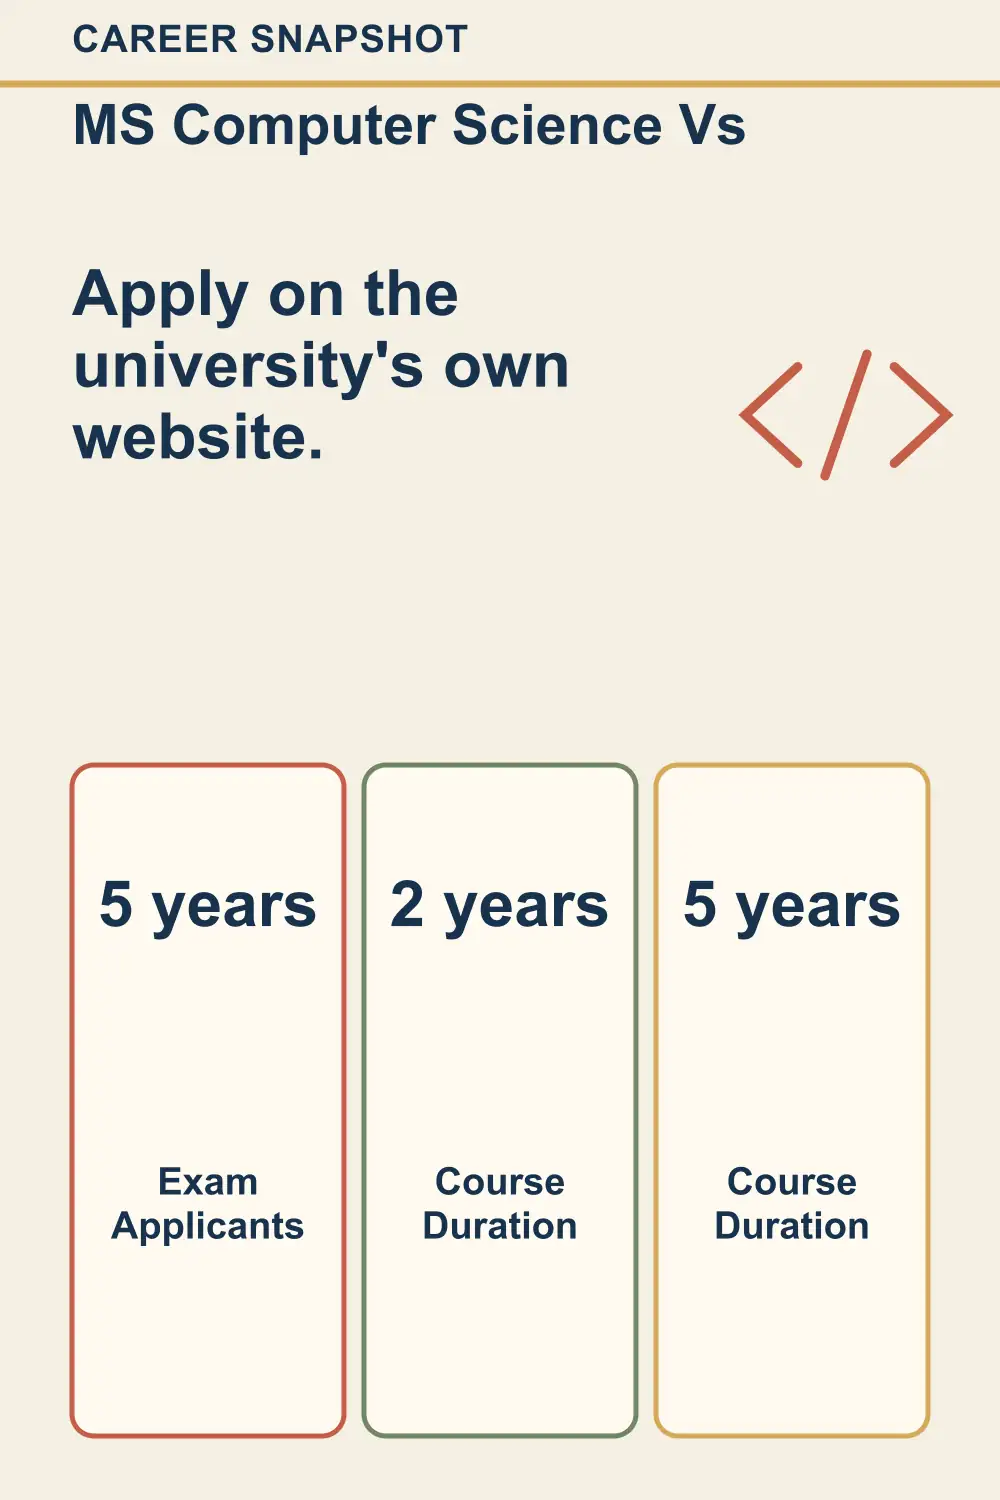 CAREER SNAPSHOT
MS Computer Science Vs
Apply on the
university's own
website.
5 years
Exam
Applicants
2 years
Course
Duration
5 years
Course
Duration